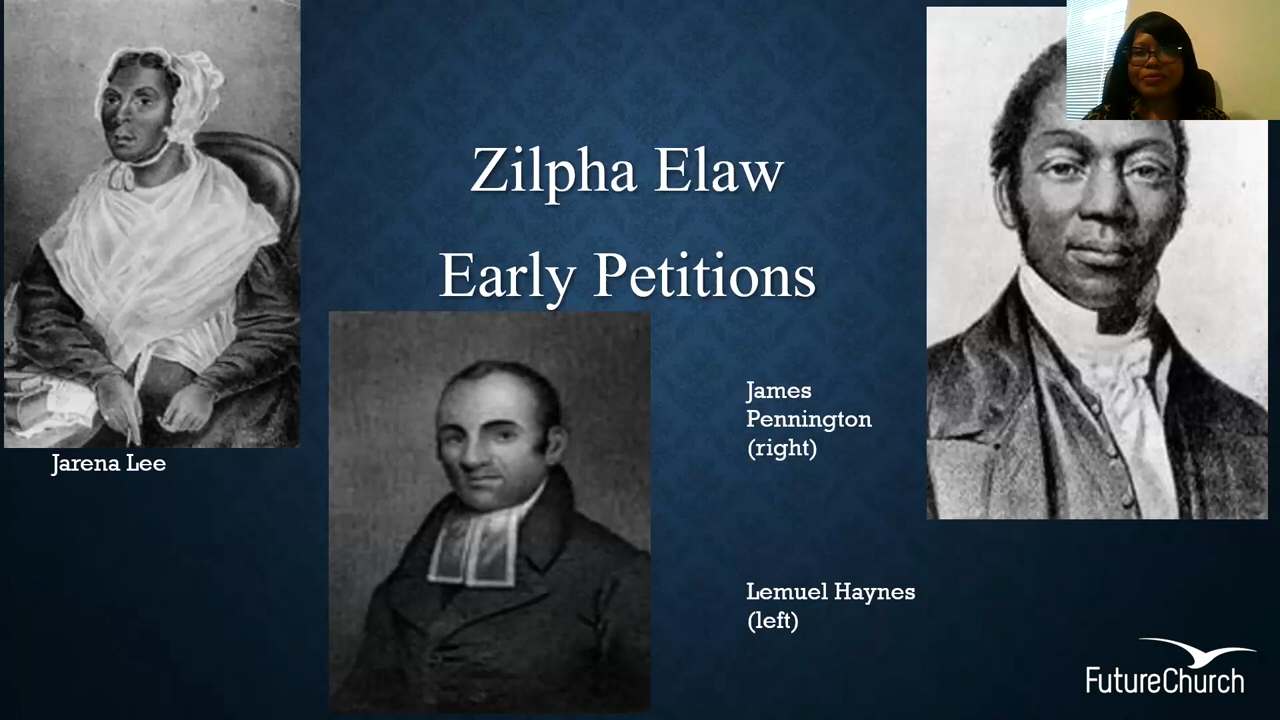 Zilpha Elaw
Early Petitions
Jarena Lee
James
Pennington
(right)
Lemuel Haynes
(left)
FutureChurch